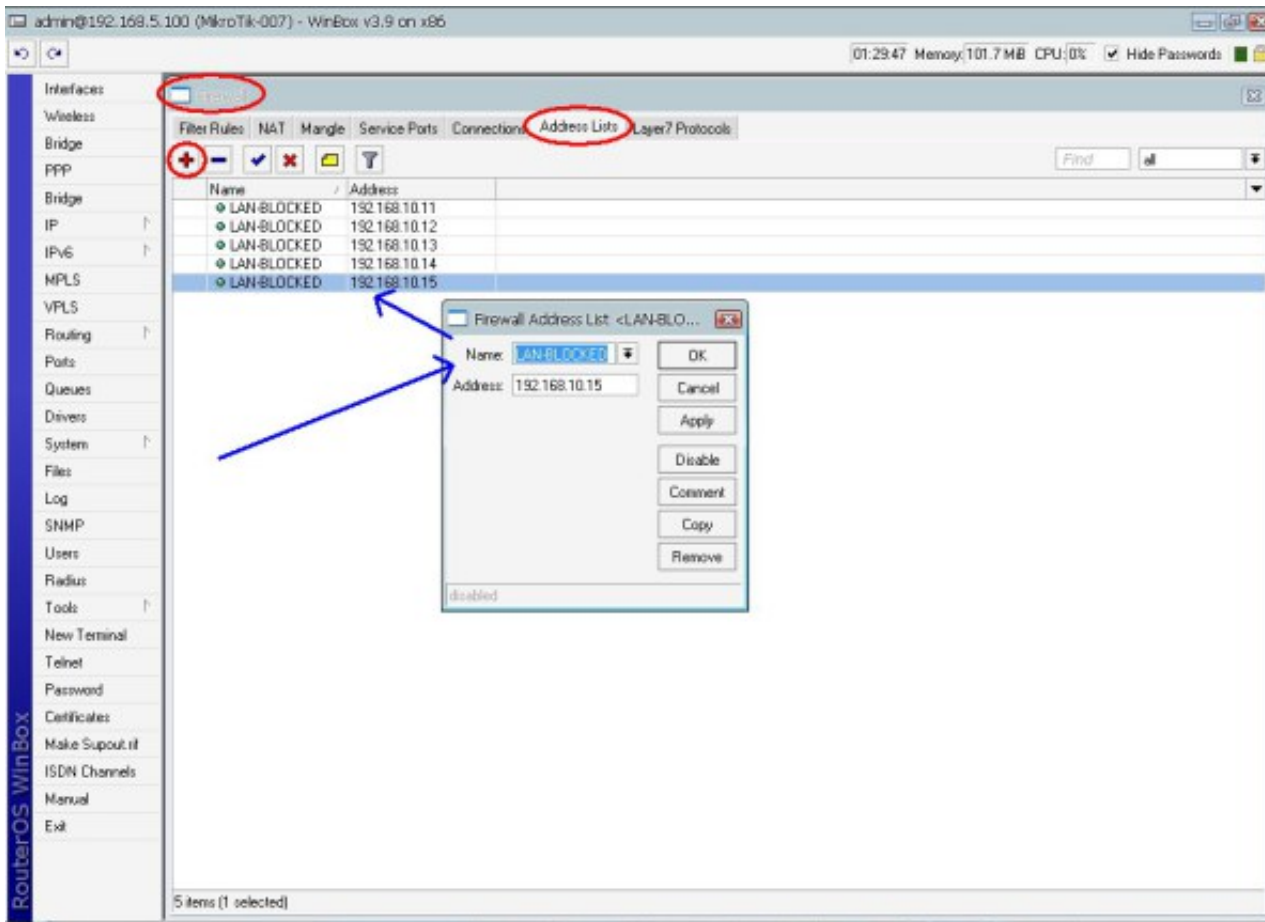 admin@192.168.5.100 (MikroTik-007) - WinBox v3.9 on x86
01:29:47 Memory: 101.7 MiB CPU: 0% Hide Passwords
Interfaces
Wireless
Bridge
PPP
Bridge
IP
IPv6
MPLS
VPLS
Routing
Ports
Queues
Drivers
System
Files
Log
SNMP
Users
Radius
Tools
New Terminal
Telnet
Password
Certificates
Make Supout.rif
ISDN Channels
Manual
Exit
RouterOS WinBox
Firewall
Filter Rules NAT Mangle Service Ports Connections Address Lists Layer7 Protocols
Find all
Name / Address
LAN-BLOCKED 192.168.10.11
LAN-BLOCKED 192.168.10.12
LAN-BLOCKED 192.168.10.13
LAN-BLOCKED 192.168.10.14
LAN-BLOCKED 192.168.10.15
Firewall Address List <LAN-BLO...
Name: LAN-BLOCKED
Address: 192.168.10.15
OK
Cancel
Apply
Disable
Comment
Copy
Remove
disabled
5 items (1 selected)